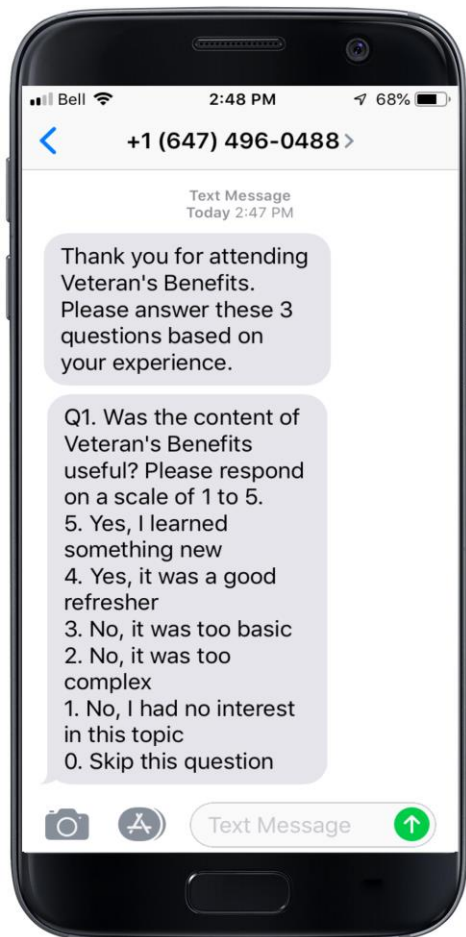 Bell 2:48 PM 68%
+1 (647) 496-0488
Text Message
Today 2:47 PM
Thank you for attending
Veteran's Benefits.
Please answer these 3
questions based on
your experience.
Q1. Was the content of
Veteran's Benefits
useful? Please respond
on a scale of 1 to 5.
5. Yes, I learned
something new
4. Yes, it was a good
refresher
3. No, it was too basic
2. No, it was too
complex
1. No, I had no interest
in this topic
0. Skip this question
Text Message